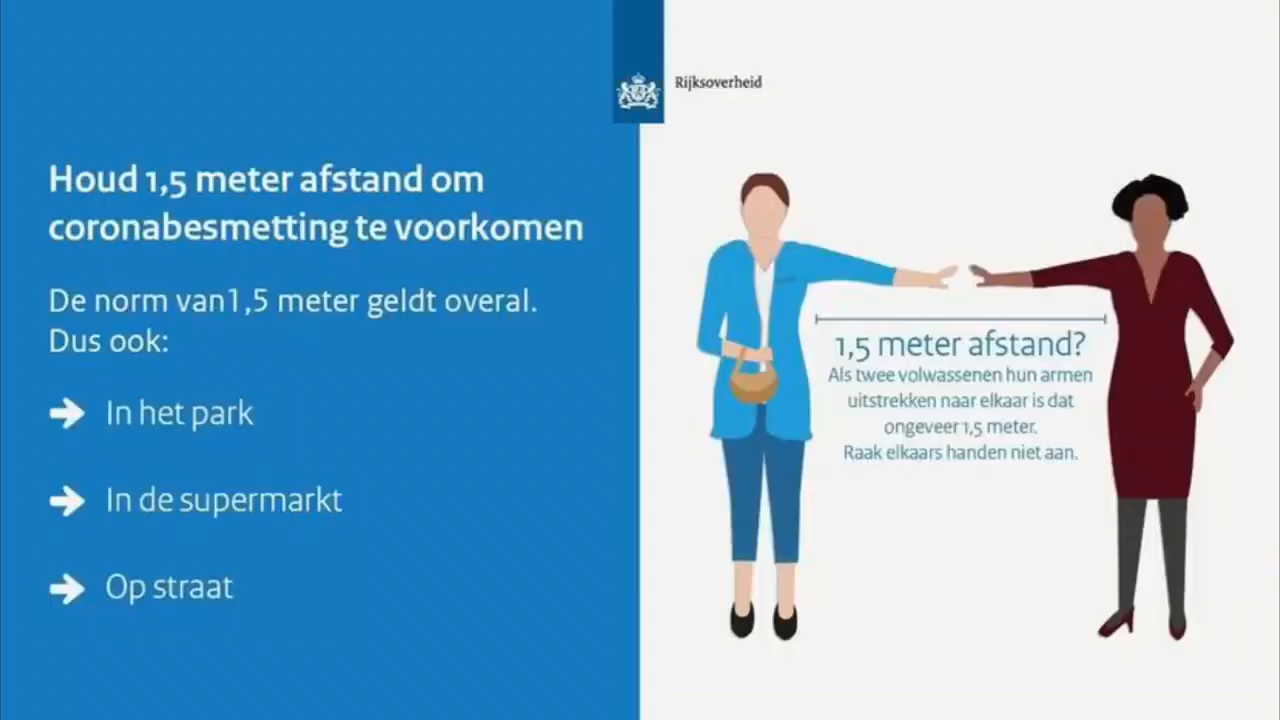 Rijksoverheid
Houd 1,5 meter afstand om
coronabesmetting te voorkomen
De norm van1,5 meter geldt overal.
Dus ook:
In het park
In de supermarkt
Op straat
1,5 meter afstand?
Als twee volwassenen hun armen
uitstrekken naar elkaar is dat
ongeveer 1,5 meter.
Raak elkaars handen niet aan.